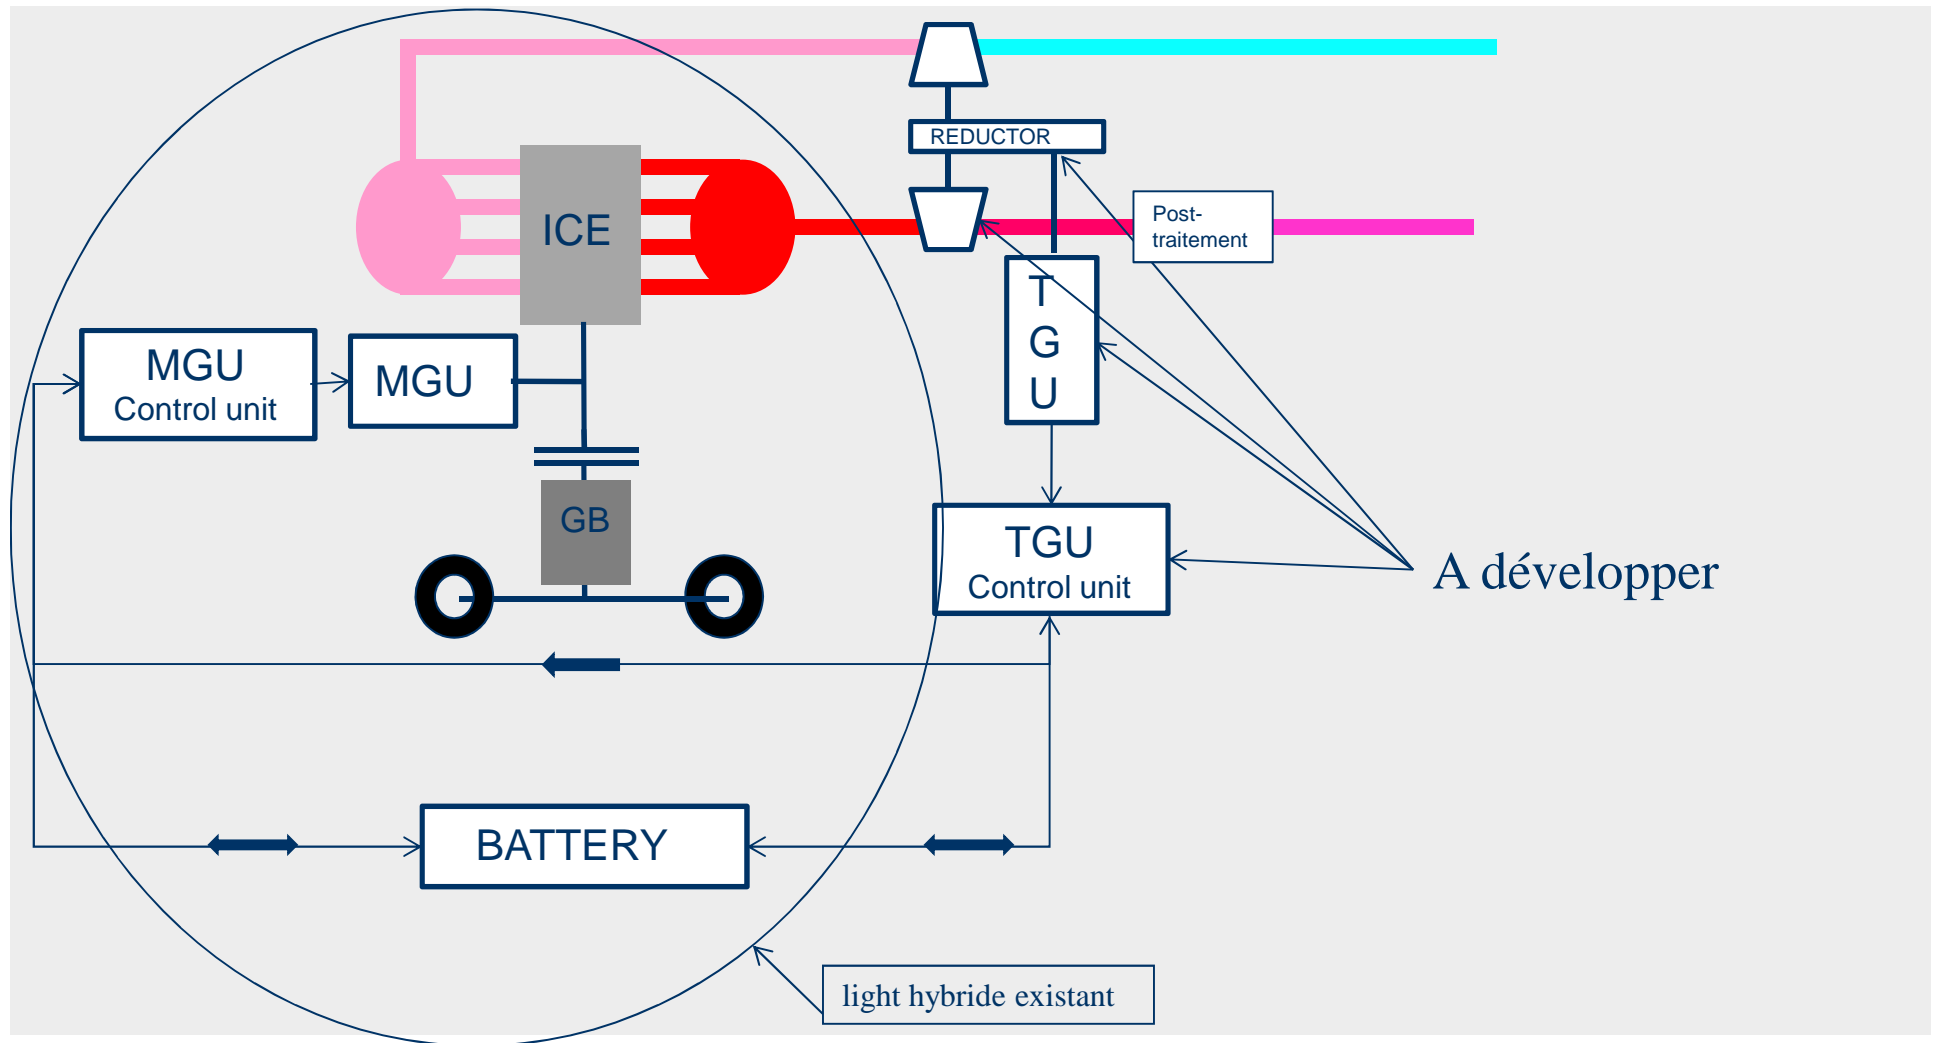 REDUCTOR
Post-
traitement
ICE
T
G
U
MGU
Control unit
MGU
GB
TGU
Control unit
A développer
BATTERY
light hybride existant